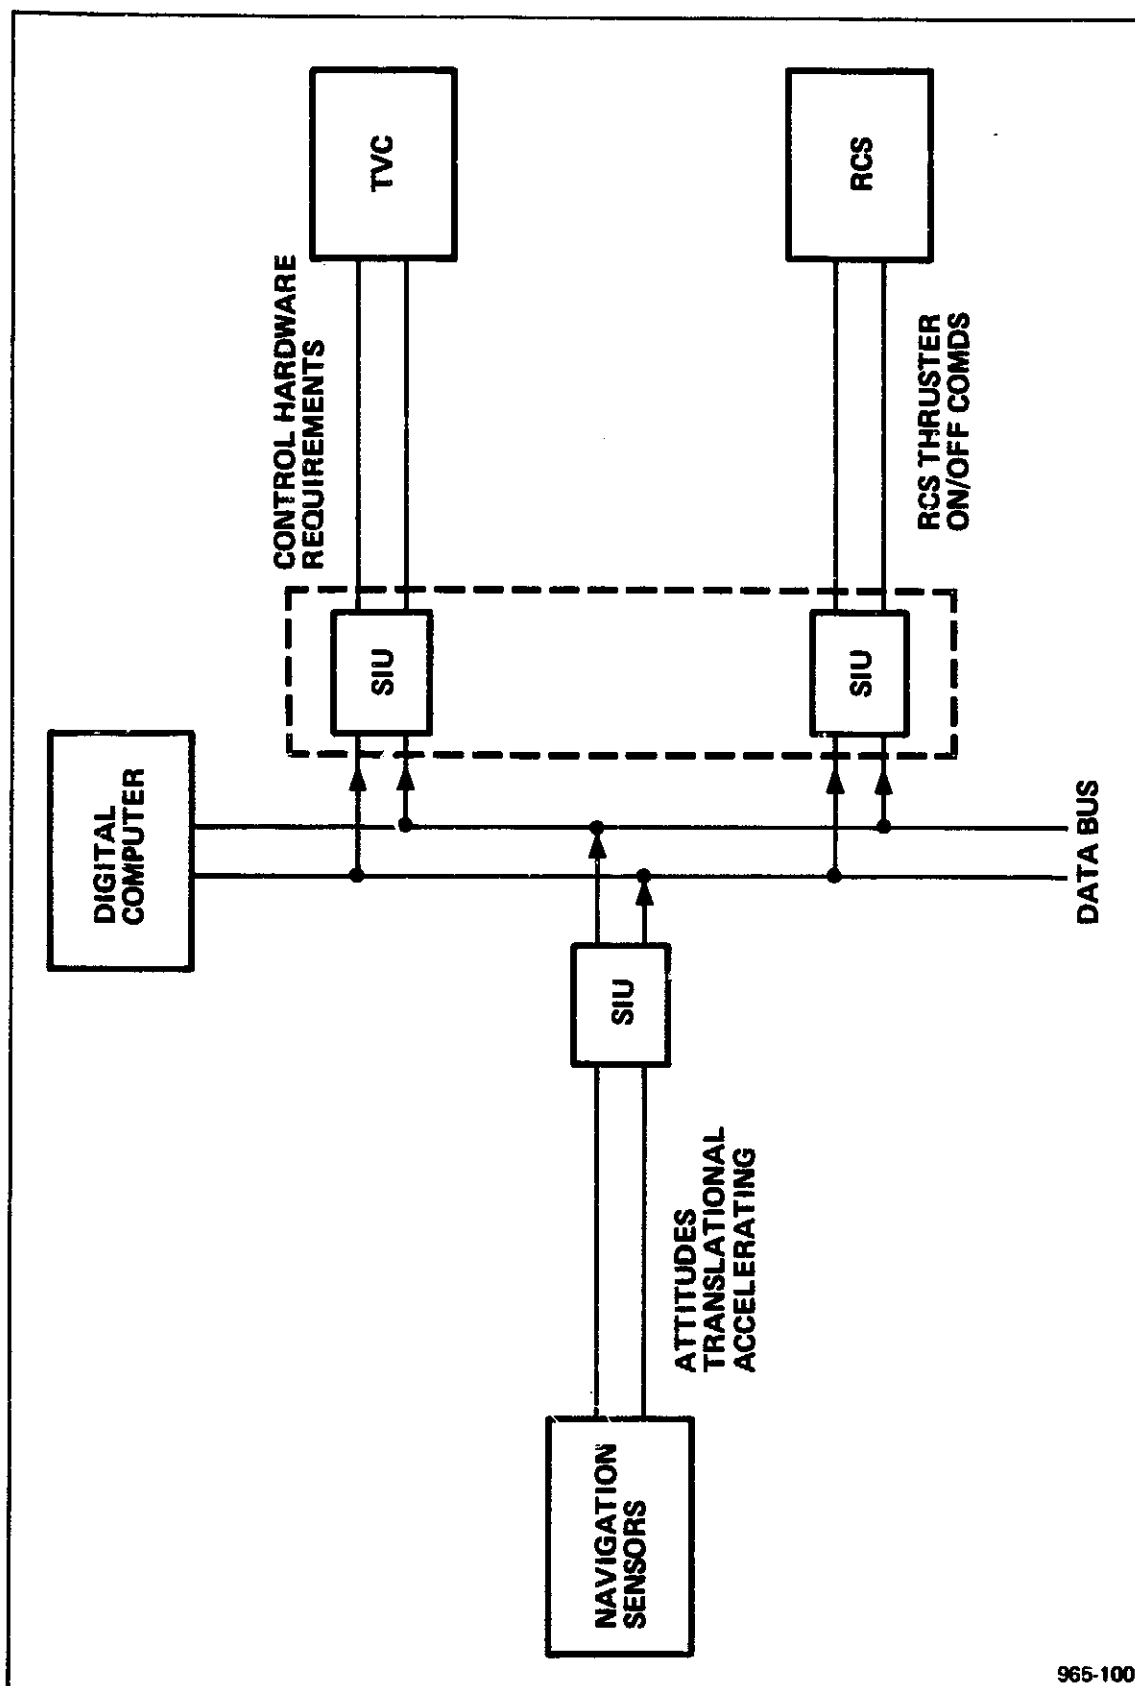 DIGITAL
COMPUTER
TVC
CONTROL HARDWARE
REQUIREMENTS
SIU
SIU
NAVIGATION
SENSORS
ATTITUDES
TRANSLATIONAL
ACCELERATING
SIU
RCS THRUSTER
ON/OFF COMDS
RCS
DATA BUS
965-100